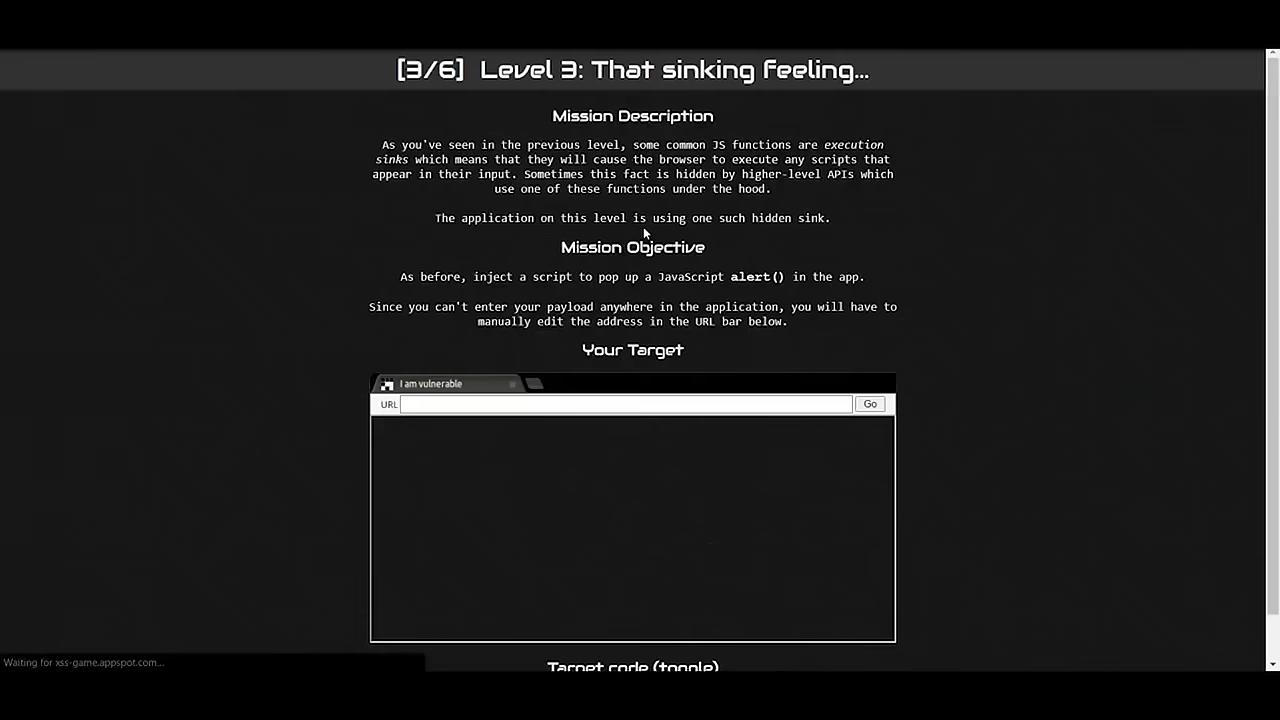 [3/6] Level 3: That sinking feeling...
Mission Description
As you've seen in the previous level, some common JS functions are execution
sinks which means that they will cause the browser to execute any scripts that
appear in their input. Sometimes this fact is hidden by higher-level APIs which
use one of these functions under the hood.
The application on this level is using one such hidden sink.
Mission Objective
As before, inject a script to pop up a JavaScript alert() in the app.
Since you can't enter your payload anywhere in the application, you will have to
manually edit the address in the URL bar below.
Your Target
I am vulnerable
URL Go
Target code (toggle)
Waiting for xss-game.appspot.com...